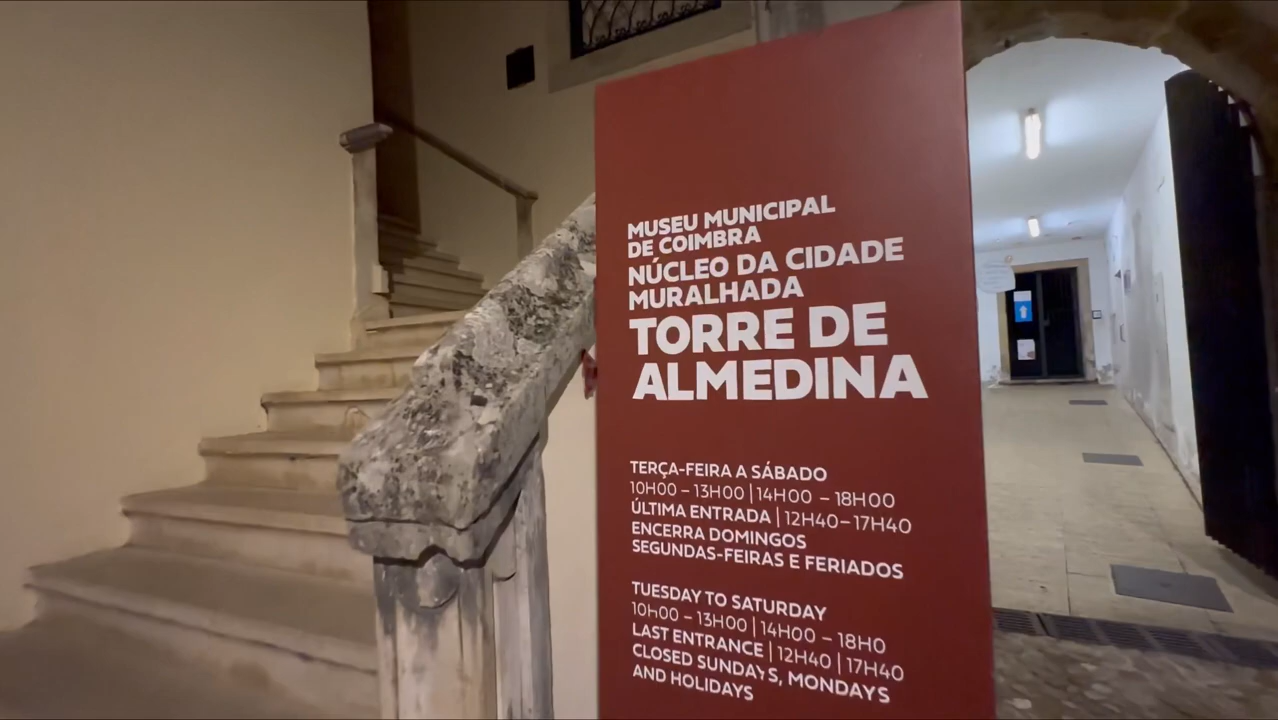 MUSEU MUNICIPAL
DE COIMBRA
NÚCLEO DA CIDADE
MURALHADA
TORRE DE
ALMEDINA
TERÇA-FEIRA A SÁBADO
10H00 – 13H00 | 14H00 – 18H00
ÚLTIMA ENTRADA | 12H40 – 17H40
ENCERRA DOMINGOS
SEGUNDAS-FEIRAS E FERIADOS
TUESDAY TO SATURDAY
10h00 – 13H00 | 14H00 – 18H0
LAST ENTRANCE | 12H40 | 17H40
CLOSED SUNDAYS, MONDAYS
AND HOLIDAYS